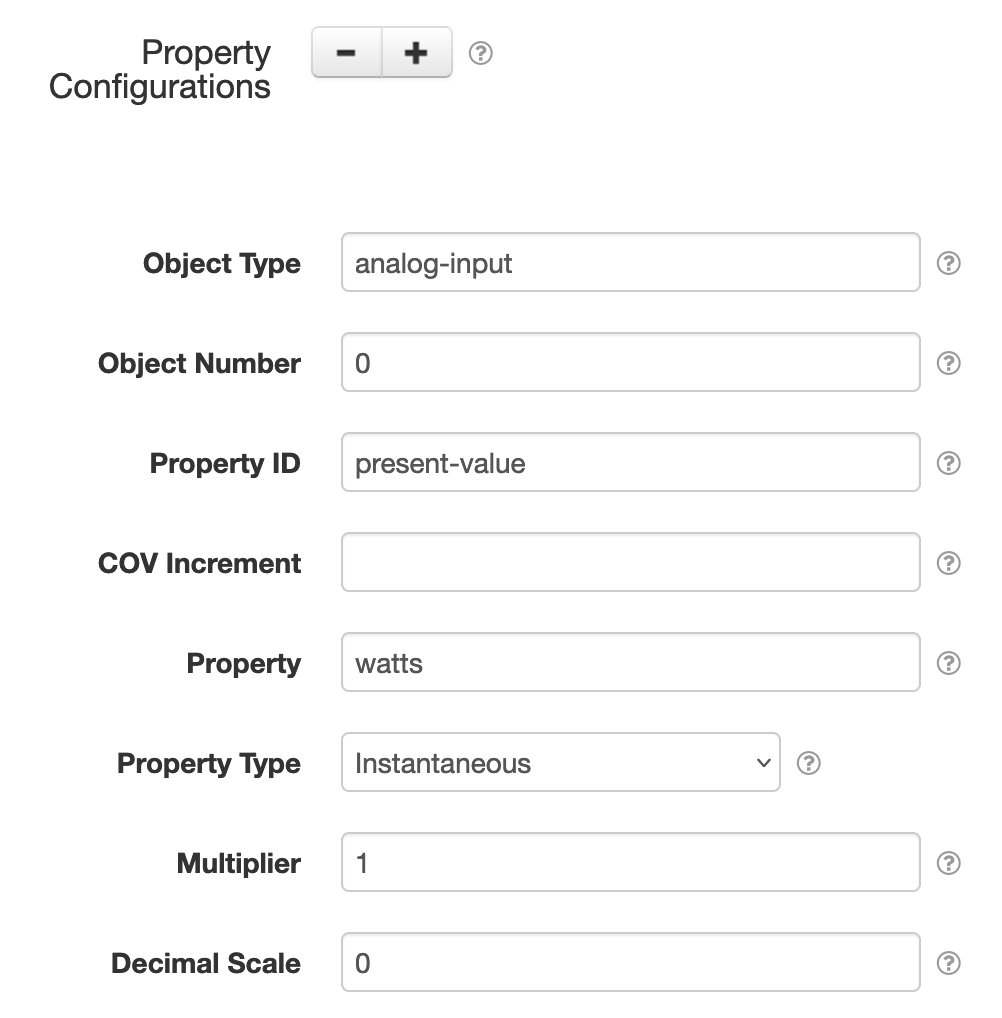 Property
Configurations
Object Type
analog-input
Object Number
0
Property ID
present-value
COV Increment
Property
watts
Property Type
Instantaneous
Multiplier
1
Decimal Scale
0